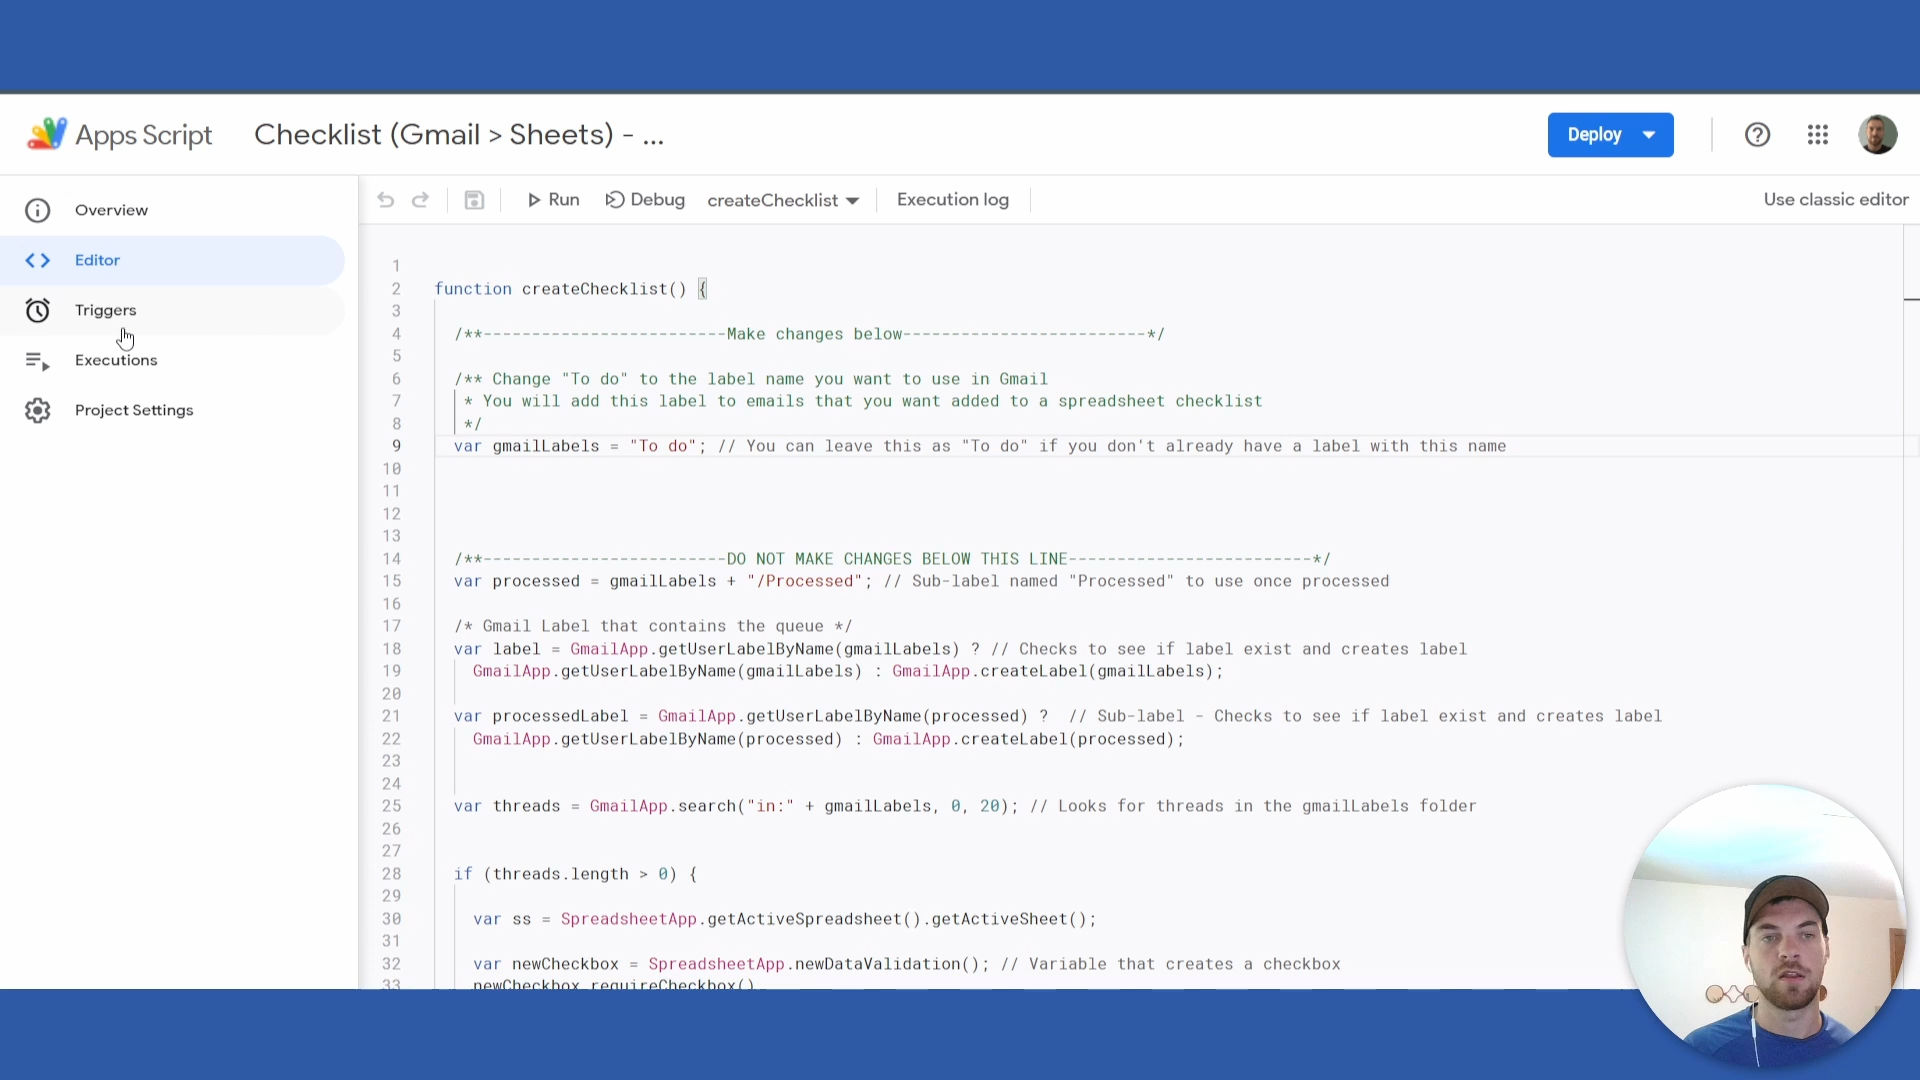 Apps Script
Checklist (Gmail > Sheets) - ...
Deploy
Overview
Editor
Triggers
Executions
Project Settings
Run
Debug
createChecklist
Execution log
Use classic editor
1
2 function createChecklist() {
3
4 /**-------------------------Make changes below-------------------------*/
5
6 /** Change "To do" to the label name you want to use in Gmail
7 * You will add this label to emails that you want added to a spreadsheet checklist
8 */
9 var gmailLabels = "To do"; // You can leave this as "To do" if you don't already have a label with this name
10
11
12
13
14 /**-------------------------DO NOT MAKE CHANGES BELOW THIS LINE-------------------------*/
15 var processed = gmailLabels + "/Processed"; // Sub-label named "Processed" to use once processed
16
17 /* Gmail Label that contains the queue */
18 var label = GmailApp.getUserLabelByName(gmailLabels) ? // Checks to see if label exist and creates label
19 GmailApp.getUserLabelByName(gmailLabels) : GmailApp.createLabel(gmailLabels);
20
21 var processedLabel = GmailApp.getUserLabelByName(processed) ? // Sub-label - Checks to see if label exist and creates label
22 GmailApp.getUserLabelByName(processed) : GmailApp.createLabel(processed);
23
24
25 var threads = GmailApp.search("in:" + gmailLabels, 0, 20); // Looks for threads in the gmailLabels folder
26
27
28 if (threads.length > 0) {
29
30 var ss = SpreadsheetApp.getActiveSpreadsheet().getActiveSheet();
31
32 var newCheckbox = SpreadsheetApp.newDataValidation(); // Variable that creates a checkbox
33 newCheckbox.requireCheckbox()